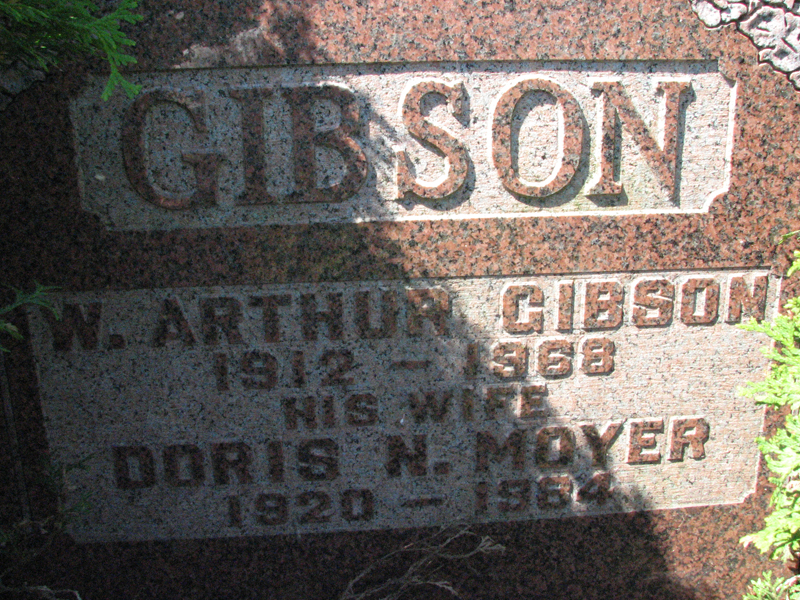 GIBSON
W. ARTHUR GIBSON
1912 - 1968
HIS WIFE
DORIS N. MOYER
1920 - 1984